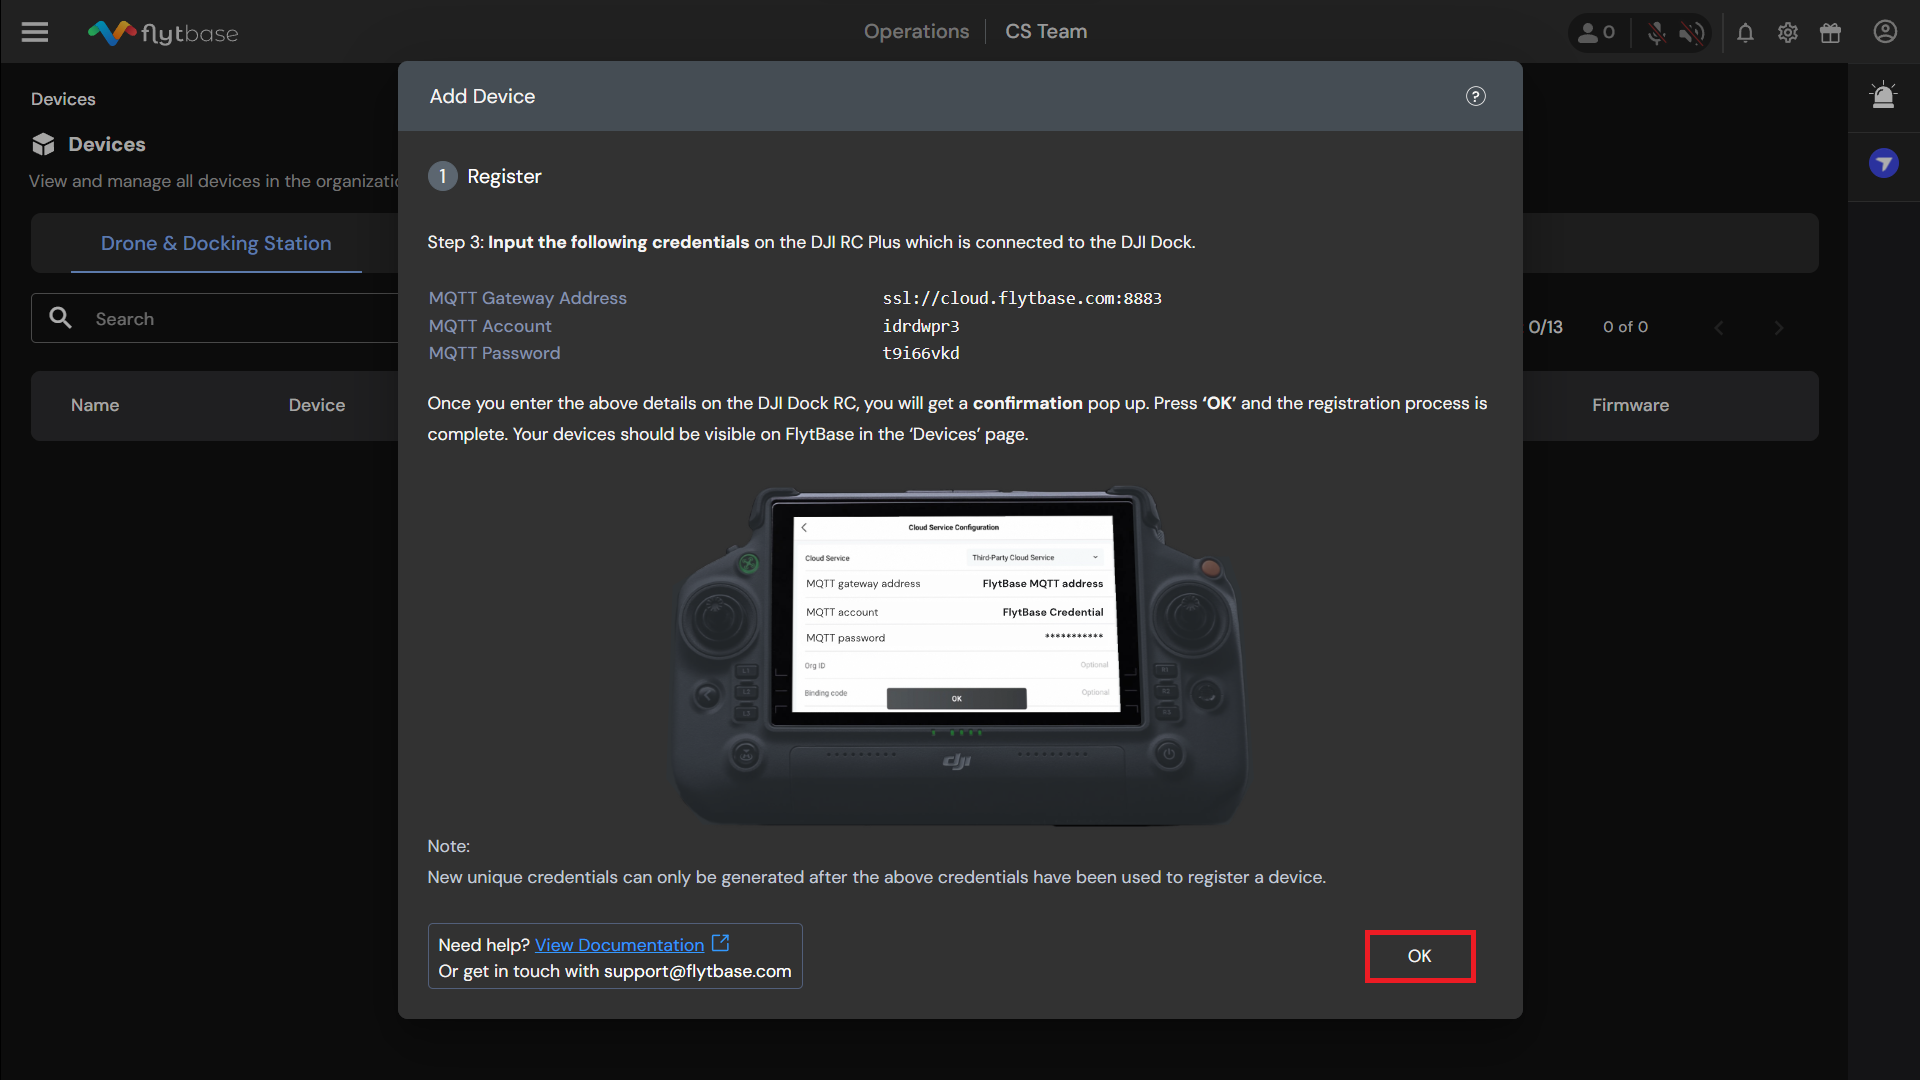 flytbase
Operations
CS Team
0
Devices
Devices
View and manage all devices in the organizatio
Drone & Docking Station
Search
0/13
0 of 0
Name
Device
Firmware
Add Device
?
1 Register
Step 3: Input the following credentials on the DJI RC Plus which is connected to the DJI Dock.
MQTT Gateway Address ssl://cloud.flytbase.com:8883
MQTT Account idrdwpr3
MQTT Password t9i66vkd
Once you enter the above details on the DJI Dock RC, you will get a confirmation pop up. Press ‘OK’ and the registration process is
complete. Your devices should be visible on FlytBase in the ‘Devices’ page.
Cloud Service Configuration
Cloud Service Third-Party Cloud Service
MQTT gateway address FlytBase MQTT address
MQTT account FlytBase Credential
MQTT password ***********
Org ID Optional
Binding code Optional
OK
L1
L2
L3
R1
R2
R3
dji
Note:
New unique credentials can only be generated after the above credentials have been used to register a device.
Need help? View Documentation
Or get in touch with support@flytbase.com
OK